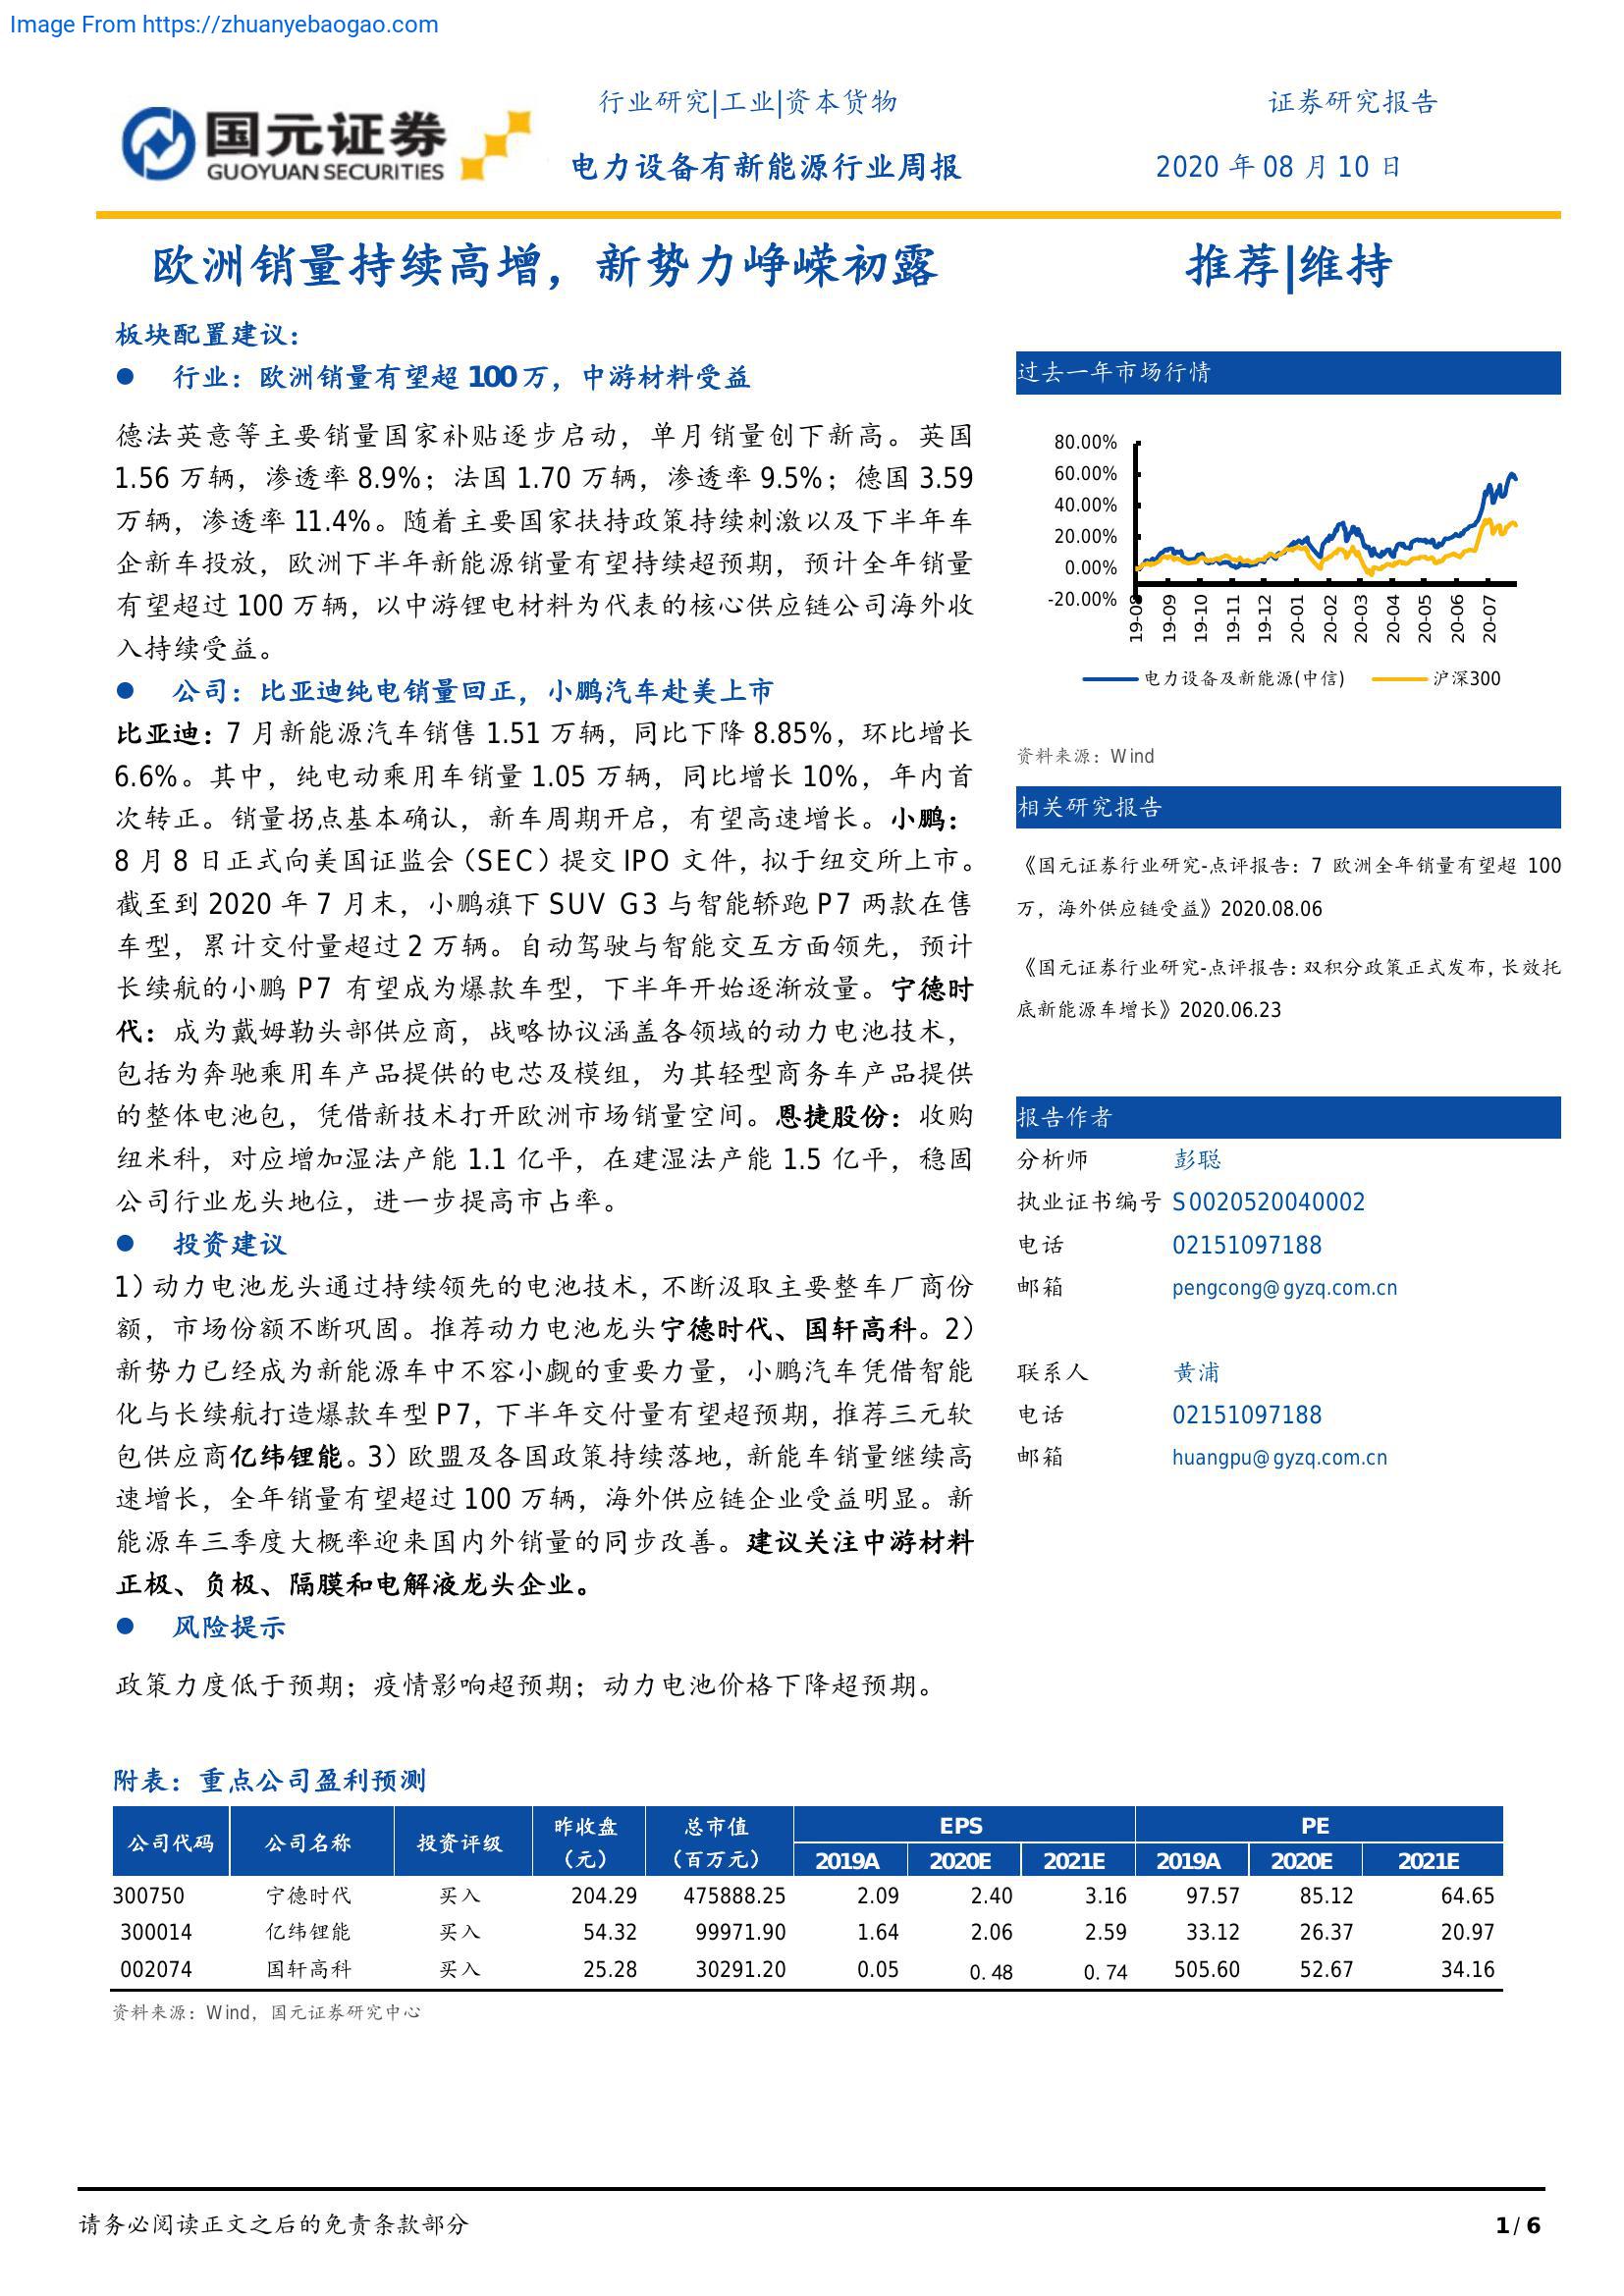 Image From https://zhuanyebaogao.com
国元证券
GUOYUAN SECURITIES
行业研究|工业|资本货物
证券研究报告
电力设备有新能源行业周报
2020 年 08 月 10 日
欧洲销量持续高增，新势力峥嵘初露
推荐|维持
板块配置建议：
● 行业：欧洲销量有望超 100 万，中游材料受益
德法英意等主要销量国家补贴逐步启动，单月销量创下新高。英国
1.56 万辆，渗透率 8.9%；法国 1.70 万辆，渗透率 9.5%；德国 3.59
万辆，渗透率 11.4%。随着主要国家扶持政策持续刺激以及下半年车
企新车投放，欧洲下半年新能源销量有望持续超预期，预计全年销量
有望超过 100 万辆，以中游锂电材料为代表的核心供应链公司海外收
入持续受益。
● 公司：比亚迪纯电销量回正，小鹏汽车赴美上市
比亚迪：7 月新能源汽车销售 1.51 万辆，同比下降 8.85%，环比增长
6.6%。其中，纯电动乘用车销量 1.05 万辆，同比增长 10%，年内首
次转正。销量拐点基本确认，新车周期开启，有望高速增长。小鹏：
8 月 8 日正式向美国证监会（SEC）提交 IPO 文件，拟于纽交所上市。
截至到 2020 年 7 月末，小鹏旗下 SUV G3 与智能轿跑 P7 两款在售
车型，累计交付量超过 2 万辆。自动驾驶与智能交互方面领先，预计
长续航的小鹏 P7 有望成为爆款车型，下半年开始逐渐放量。宁德时
代：成为戴姆勒头部供应商，战略协议涵盖各领域的动力电池技术，
包括为奔驰乘用车产品提供的电芯及模组，为其轻型商务车产品提供
的整体电池包，凭借新技术打开欧洲市场销量空间。恩捷股份：收购
纽米科，对应增加湿法产能 1.1 亿平，在建湿法产能 1.5 亿平，稳固
公司行业龙头地位，进一步提高市占率。
● 投资建议
1）动力电池龙头通过持续领先的电池技术，不断汲取主要整车厂商份
额，市场份额不断巩固。推荐动力电池龙头宁德时代、国轩高科。2）
新势力已经成为新能源车中不容小觑的重要力量，小鹏汽车凭借智能
化与长续航打造爆款车型 P7，下半年交付量有望超预期，推荐三元软
包供应商亿纬锂能。3）欧盟及各国政策持续落地，新能车销量继续高
速增长，全年销量有望超过 100 万辆，海外供应链企业受益明显。新
能源车三季度大概率迎来国内外销量的同步改善。建议关注中游材料
正极、负极、隔膜和电解液龙头企业。
● 风险提示
政策力度低于预期；疫情影响超预期；动力电池价格下降超预期。
过去一年市场行情
80.00%
60.00%
40.00%
20.00%
0.00%
-20.00%
19-08 19-09 19-10 19-11 19-12 20-01 20-02 20-03 20-04 20-05 20-06 20-07
电力设备及新能源(中信) 沪深300
资料来源：Wind
相关研究报告
《国元证券行业研究-点评报告：7 欧洲全年销量有望超 100
万，海外供应链受益》2020.08.06
《国元证券行业研究-点评报告：双积分政策正式发布，长效托
底新能源车增长》2020.06.23
报告作者
分析师 彭聪
执业证书编号 S0020520040002
电话 02151097188
邮箱 pengcong@gyzq.com.cn
联系人 黄浦
电话 02151097188
邮箱 huangpu@gyzq.com.cn
附表：重点公司盈利预测
公司代码 公司名称 投资评级 昨收盘（元） 总市值（百万元） EPS PE
2019A 2020E 2021E 2019A 2020E 2021E
300750 宁德时代 买入 204.29 475888.25 2.09 2.40 3.16 97.57 85.12 64.65
300014 亿纬锂能 买入 54.32 99971.90 1.64 2.06 2.59 33.12 26.37 20.97
002074 国轩高科 买入 25.28 30291.20 0.05 0.48 0.74 505.60 52.67 34.16
资料来源：Wind，国元证券研究中心
请务必阅读正文之后的免责条款部分
1 / 6